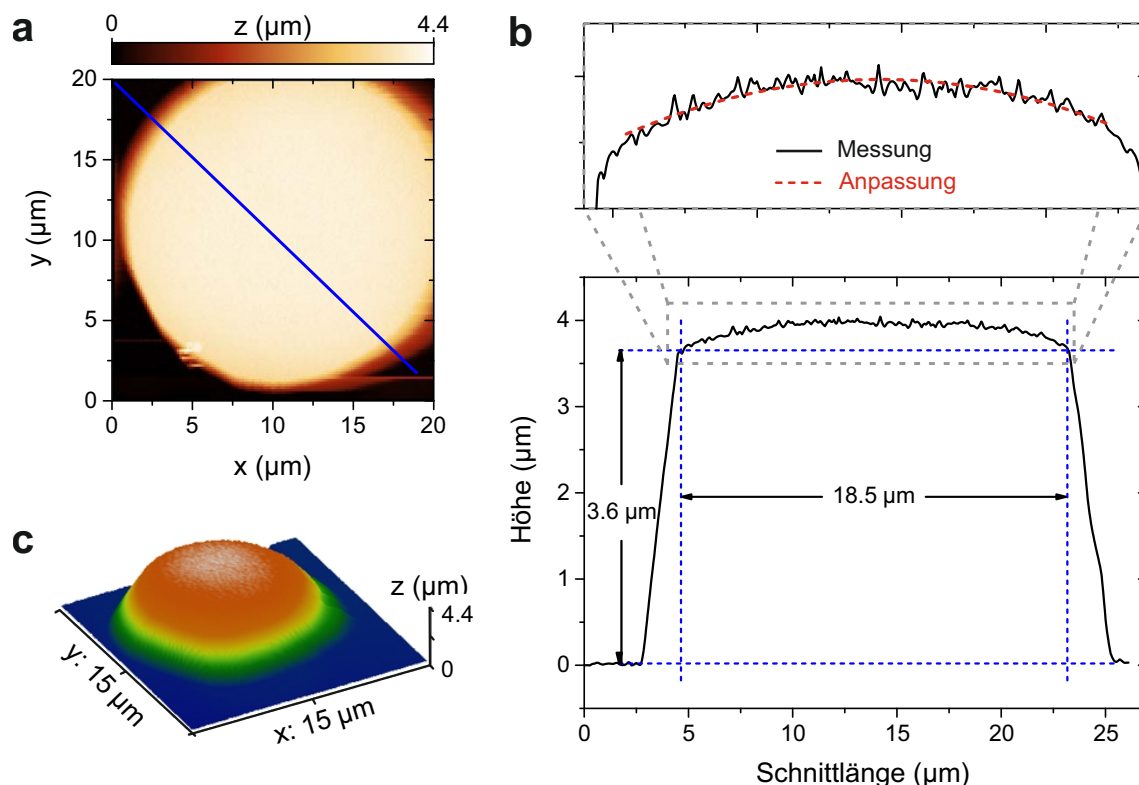 a
z (µm)
0
4.4
y (µm)
20
15
10
5
0
0
5
10
15
20
x (µm)
b
Messung
Anpassung
Höhe (µm)
4
3
2
1
0
3.6 µm
18.5 µm
0
5
10
15
20
25
Schnittlänge (µm)
c
z (µm)
4.4
0
y: 15 µm
x: 15 µm